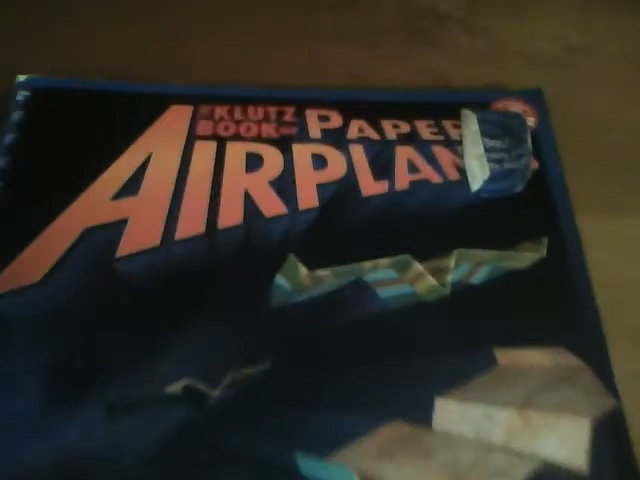 THE KLUTZ
BOOK OF
PAPER
AIRPLAN